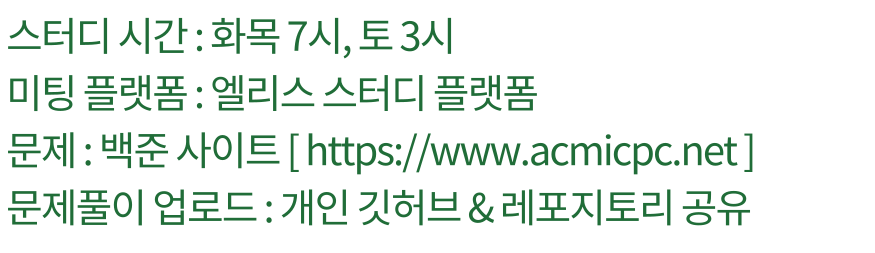 스터디 시간 : 화목 7시, 토 3시
미팅 플랫폼 : 엘리스 스터디 플랫폼
문제 : 백준 사이트 [ https://www.acmicpc.net ]
문제풀이 업로드 : 개인 깃허브 & 레포지토리 공유